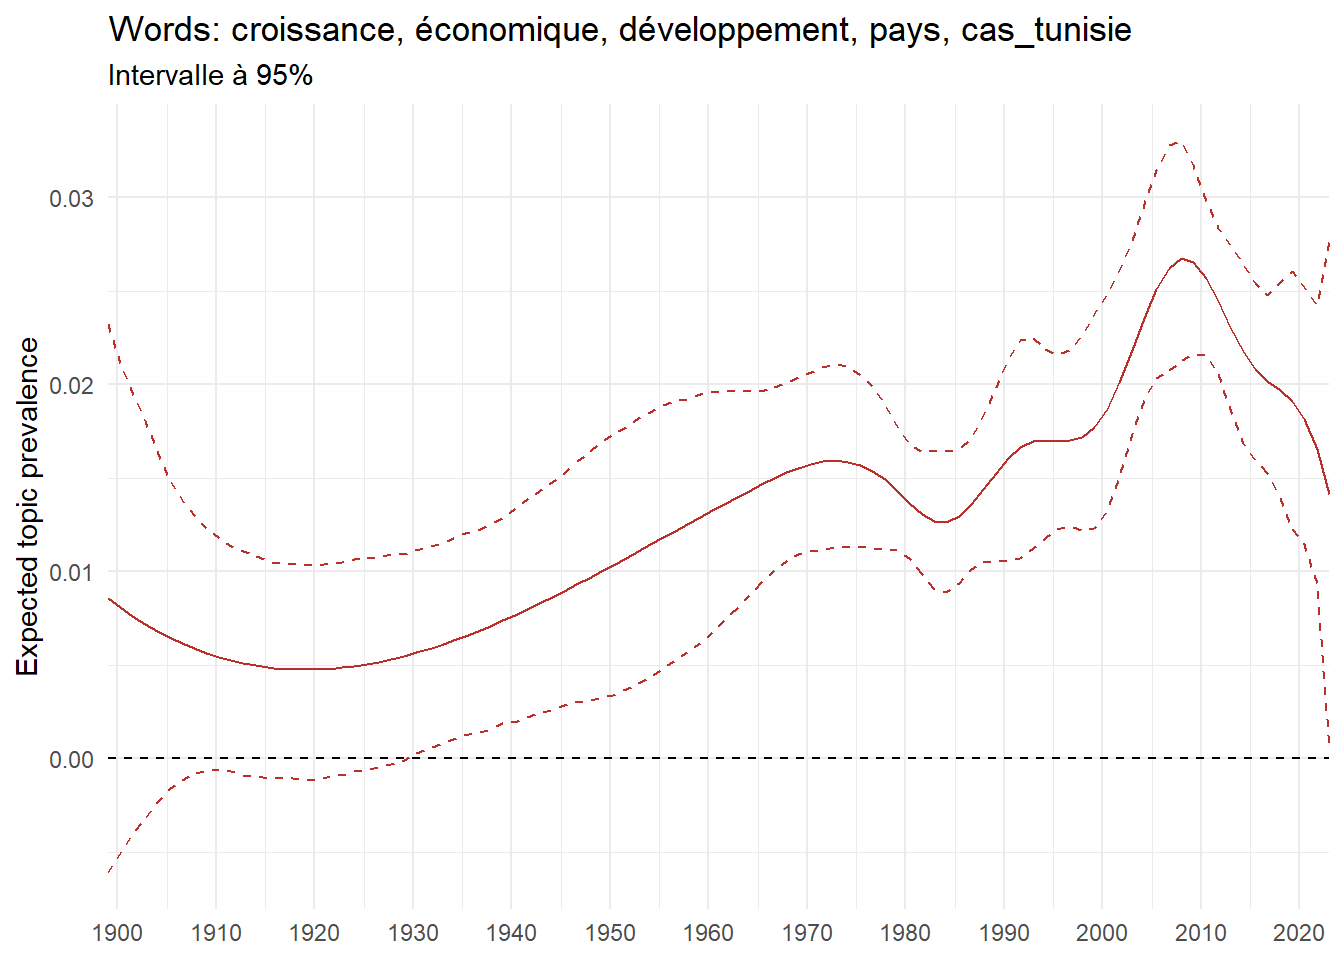 Words: croissance, économique, développement, pays, cas_tunisie
Intervalle à 95%
Expected topic prevalence
0.03
0.02
0.01
0.00
1900 1910 1920 1930 1940 1950 1960 1970 1980 1990 2000 2010 2020